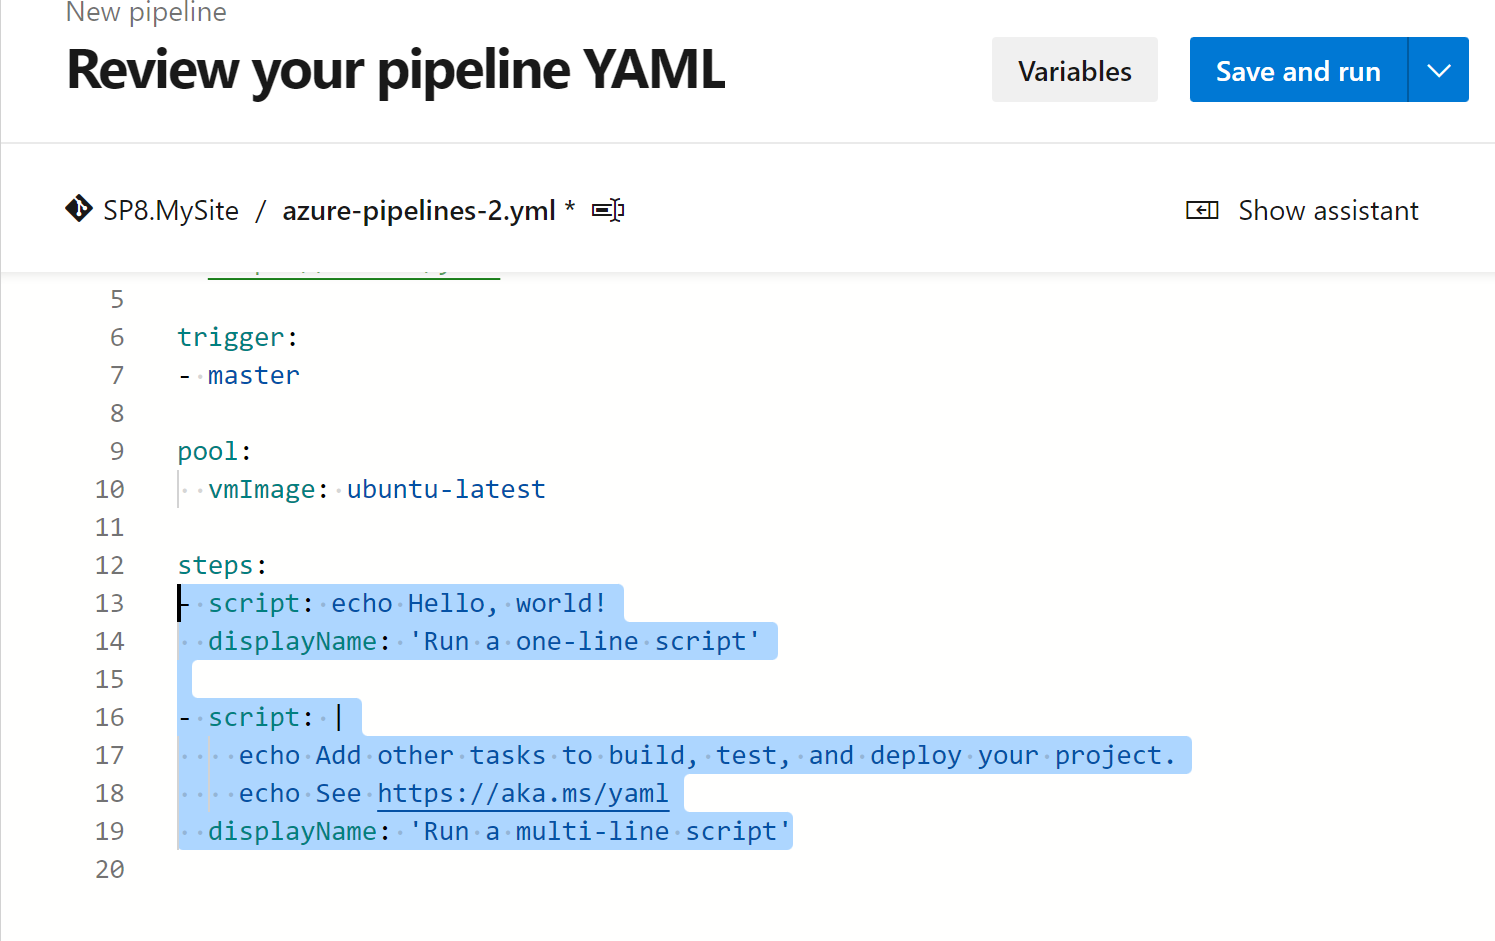 New pipeline
Review your pipeline YAML
Variables
Save and run
SP8.MySite / azure-pipelines-2.yml *
Show assistant
5
6 trigger:
7 - master
8
9 pool:
10   vmImage: ubuntu-latest
11
12 steps:
13 - script: echo Hello, world!
14   displayName: 'Run a one-line script'
15
16 - script: |
17     echo Add other tasks to build, test, and deploy your project.
18     echo See https://aka.ms/yaml
19   displayName: 'Run a multi-line script'
20